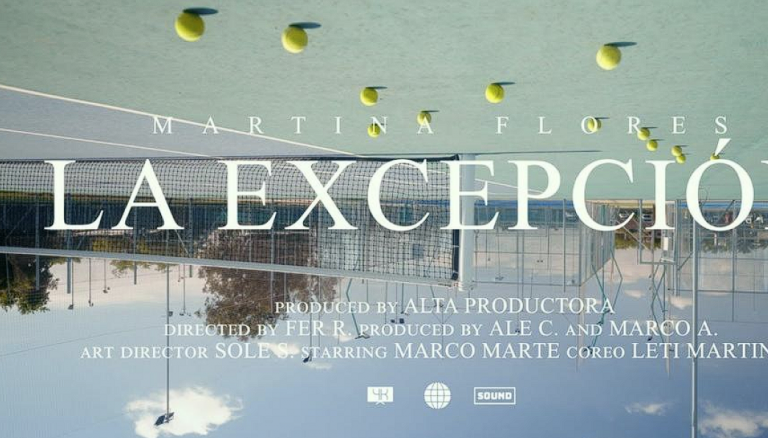 MARTINA FLORES
LA EXCEPCIÓ
PRODUCED BY ALTA PRODUCTORA
DIRECTED BY FER R. PRODUCED BY ALE C. AND MARCO A.
ART DIRECTOR SOLE S. STARRING MARCO MARTE COREO LETI MARTIN
4K SOUND